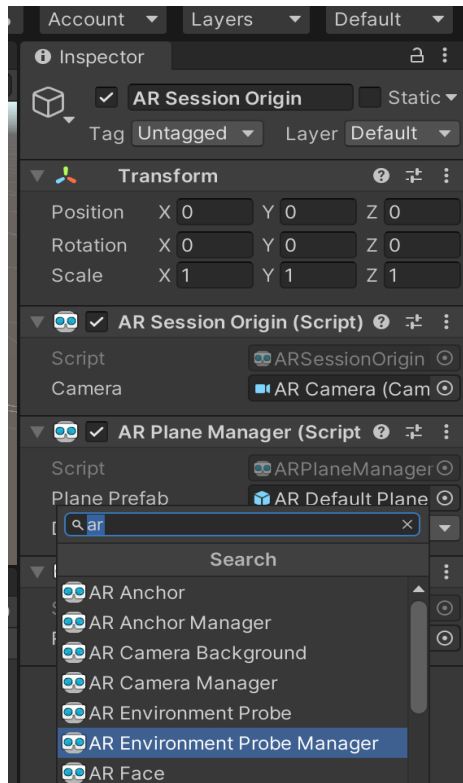 Account Layers Default
Inspector
AR Session Origin Static
Tag Untagged Layer Default
Transform
Position X 0 Y 0 Z 0
Rotation X 0 Y 0 Z 0
Scale X 1 Y 1 Z 1
AR Session Origin (Script)
Script ARSessionOrigin
Camera AR Camera (Cam
AR Plane Manager (Script
Script ARPlaneManager
Plane Prefab AR Default Plane
ar
Search
AR Anchor
AR Anchor Manager
AR Camera Background
AR Camera Manager
AR Environment Probe
AR Environment Probe Manager
AR Face